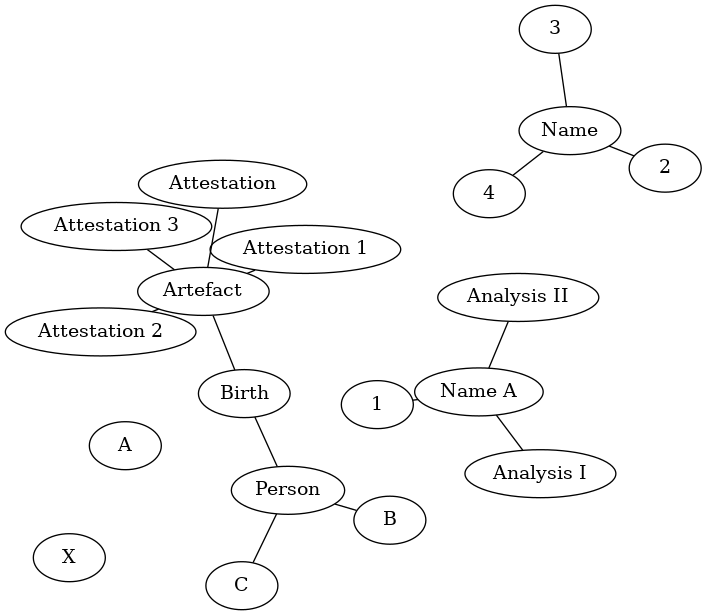 3
Name
2
4
Attestation
Attestation 3
Attestation 1
Artefact
Attestation 2
Analysis II
Birth
Name A
1
A
Analysis I
Person
B
X
C